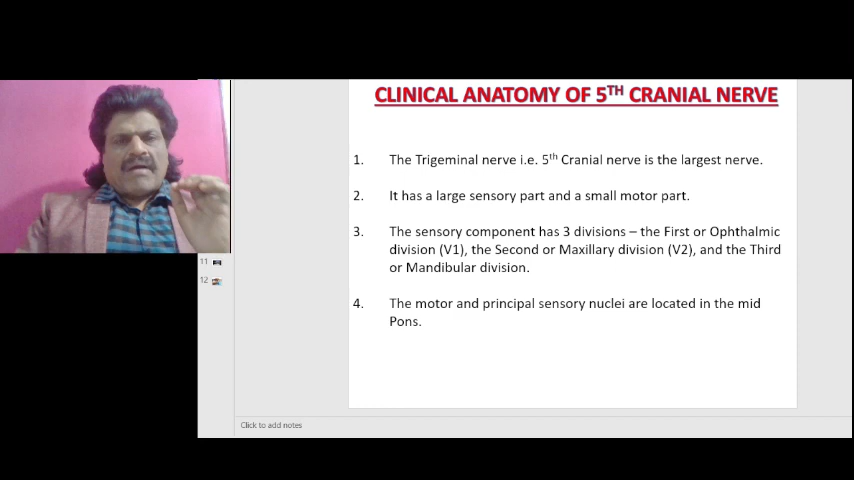 CLINICAL ANATOMY OF 5TH CRANIAL NERVE
1. The Trigeminal nerve i.e. 5th Cranial nerve is the largest nerve.
2. It has a large sensory part and a small motor part.
3. The sensory component has 3 divisions – the First or Ophthalmic
division (V1), the Second or Maxillary division (V2), and the Third
or Mandibular division.
4. The motor and principal sensory nuclei are located in the mid
Pons.
11
12
Click to add notes